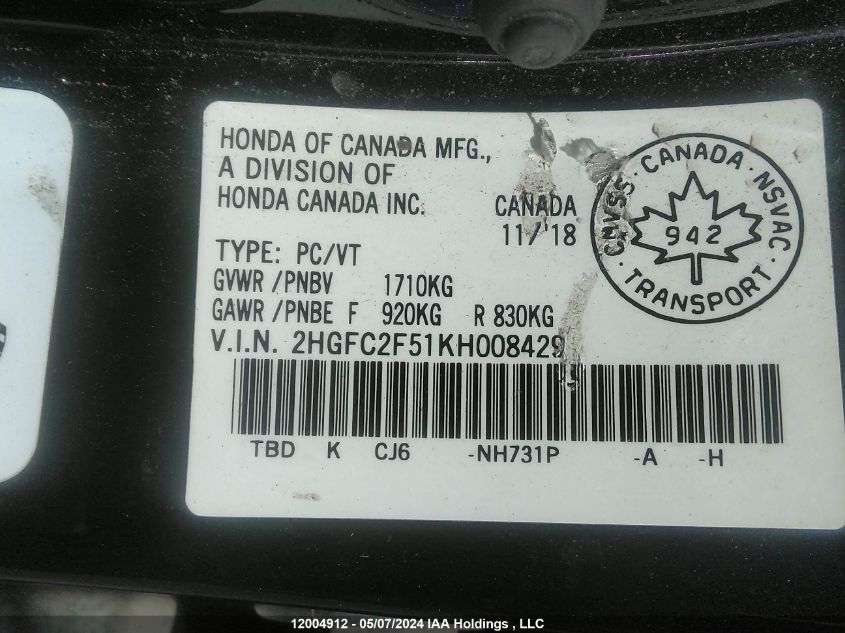 HONDA OF CANADA MFG.,
A DIVISION OF
HONDA CANADA INC.
CANADA
11/'18
TYPE: PC/VT
GVWR /PNBV 1710KG
GAWR /PNBE F 920KG R 830KG
V.I.N. 2HGFC2F51KH008429
CMVSS · CANADA · NSVAC
942
· TRANSPORT ·
TBD K CJ6 -NH731P -A -H
12004912 - 05/07/2024 IAA Holdings , LLC